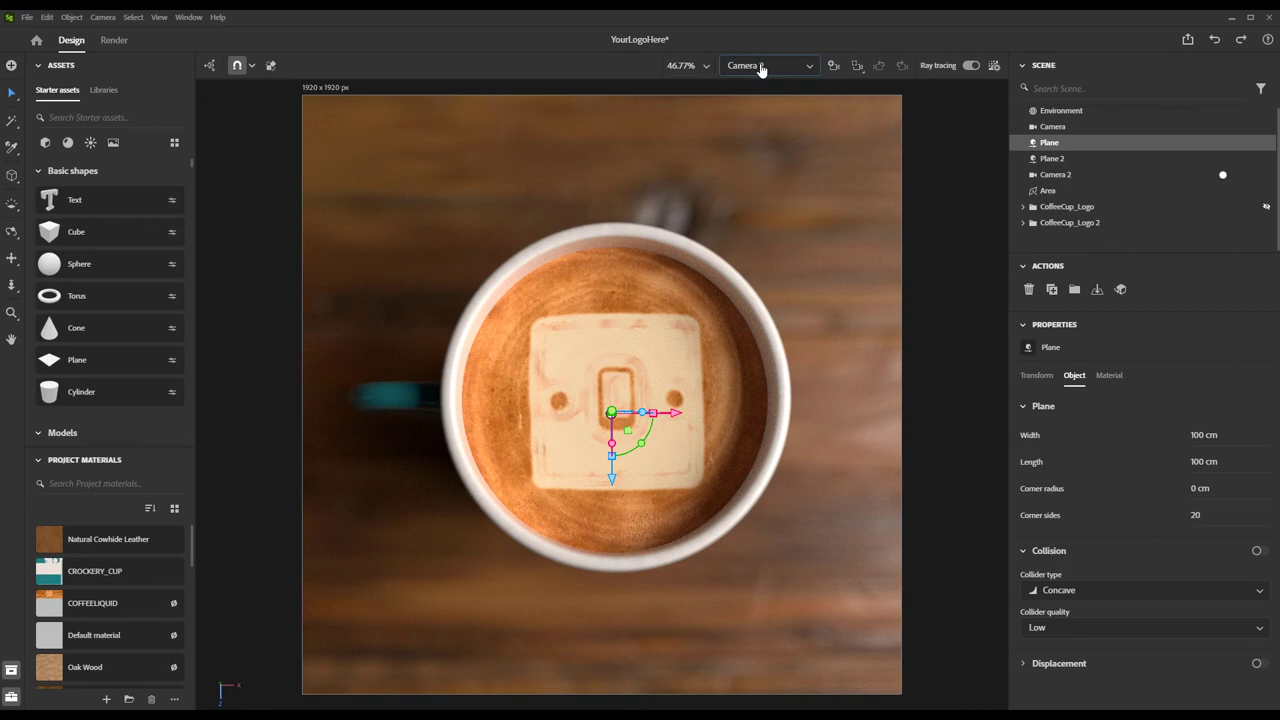 Sg File Edit Object Camera Select View Window Help
Design Render YourLogoHere*
ASSETS
Starter assets Libraries
Search Starter assets..
Basic shapes
Text
Cube
Sphere
Torus
Cone
Plane
Cylinder
Models
PROJECT MATERIALS
Search Project materials..
Natural Cowhide Leather
CROCKERY_CUP
COFFEELIQUID
Default material
Oak Wood
46.77% Camera
Ray tracing
1920 x 1920 px
X
Z
SCENE
Search Scene..
Environment
Camera
Plane
Plane 2
Camera 2
Area
CoffeeCup_Logo
CoffeeCup_Logo 2
ACTIONS
PROPERTIES
Plane
Transform Object Material
Plane
Width 100 cm
Length 100 cm
Corner radius 0 cm
Corner sides 20
Collision
Collider type
Concave
Collider quality
Low
Displacement